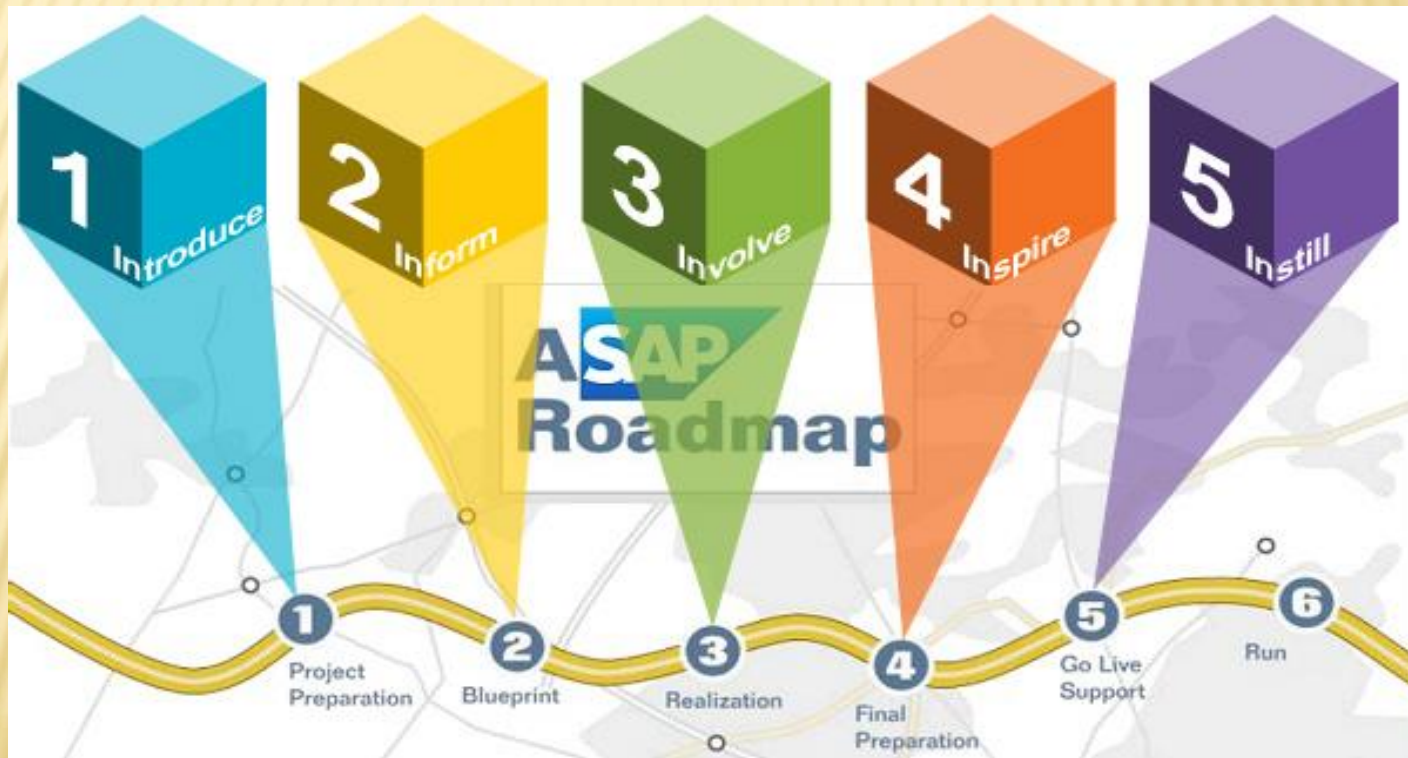 1
Introduce
2
Inform
3
Involve
4
Inspire
5
Instill
ASAP
Roadmap
1
Project
Preparation
2
Blueprint
3
Realization
4
Final
Preparation
5
Go Live
Support
6
Run